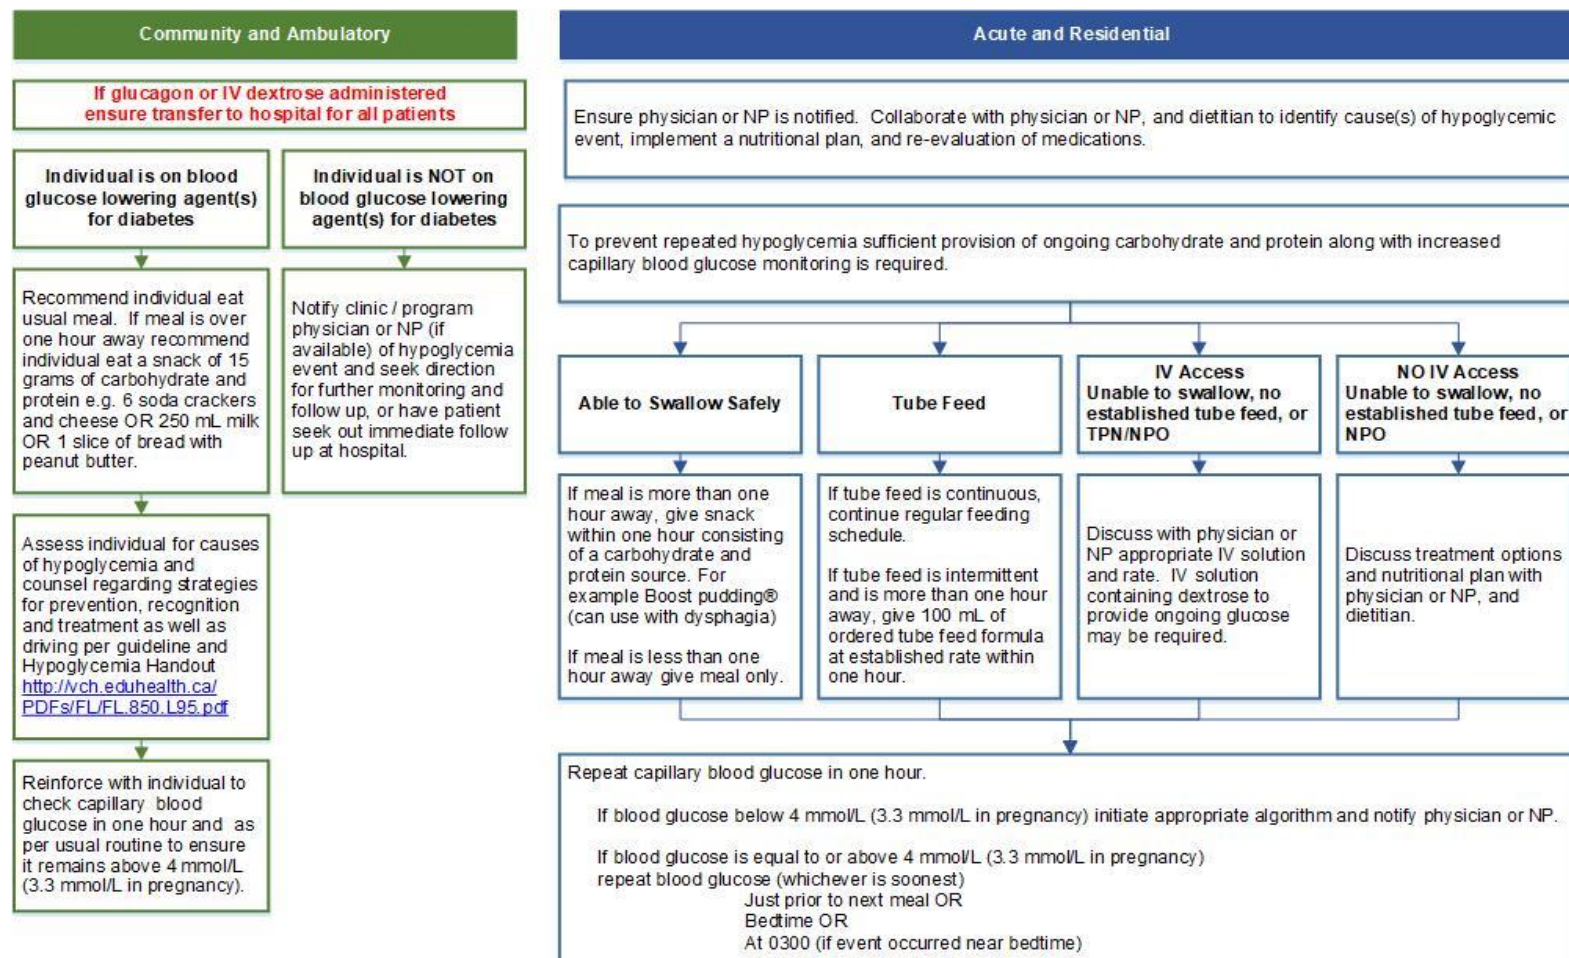 Community and Ambulatory
If glucagon or IV dextrose administered
ensure transfer to hospital for all patients
Individual is on blood
glucose lowering agent(s)
for diabetes
Individual is NOT on
blood glucose lowering
agent(s) for diabetes
Recommend individual eat
usual meal.  If meal is over
one hour away recommend
individual eat a snack of 15
grams of carbohydrate and
protein e.g. 6 soda crackers
and cheese OR 250 mL milk
OR 1 slice of bread with
peanut butter.
Notify clinic / program
physician or NP (if
available) of hypoglycemia
event and seek direction
for further monitoring and
follow up, or have patient
seek out immediate follow
up at hospital.
Assess individual for causes
of hypoglycemia and
counsel regarding strategies
for prevention, recognition
and treatment as well as
driving per guideline and
Hypoglycemia Handout
http://vch.eduhealth.ca/
PDFs/FL/FL.850.L95.pdf
Reinforce with individual to
check capillary  blood
glucose in one hour and  as
per usual routine to ensure
it remains above 4 mmol/L
(3.3 mmol/L in pregnancy).
Acute and Residential
Ensure physician or NP is notified.  Collaborate with physician or NP, and dietitian to identify cause(s) of hypoglycemic
event, implement a nutritional plan, and re-evaluation of medications.
To prevent repeated hypoglycemia sufficient provision of ongoing carbohydrate and protein along with increased
capillary blood glucose monitoring is required.
Able to Swallow Safely
Tube Feed
IV Access
Unable to swallow, no
established tube feed, or
TPN/NPO
NO IV Access
Unable to swallow, no
established tube feed, or
NPO
If meal is more than one
hour away, give snack
within one hour consisting
of a carbohydrate and
protein source. For
example Boost pudding®
(can use with dysphagia)
If meal is less than one
hour away give meal only.
If tube feed is continuous,
continue regular feeding
schedule.
If tube feed is intermittent
and is more than one hour
away, give 100 mL of
ordered tube feed formula
at established rate within
one hour.
Discuss with physician or
NP appropriate IV solution
and rate.  IV solution
containing dextrose to
provide ongoing glucose
may be required.
Discuss treatment options
and nutritional plan with
physician or NP, and
dietitian.
Repeat capillary blood glucose in one hour.
If blood glucose below 4 mmol/L (3.3 mmol/L in pregnancy) initiate appropriate algorithm and notify physician or NP.
If blood glucose is equal to or above 4 mmol/L (3.3 mmol/L in pregnancy)
repeat blood glucose (whichever is soonest)
Just prior to next meal OR
Bedtime OR
At 0300 (if event occurred near bedtime)